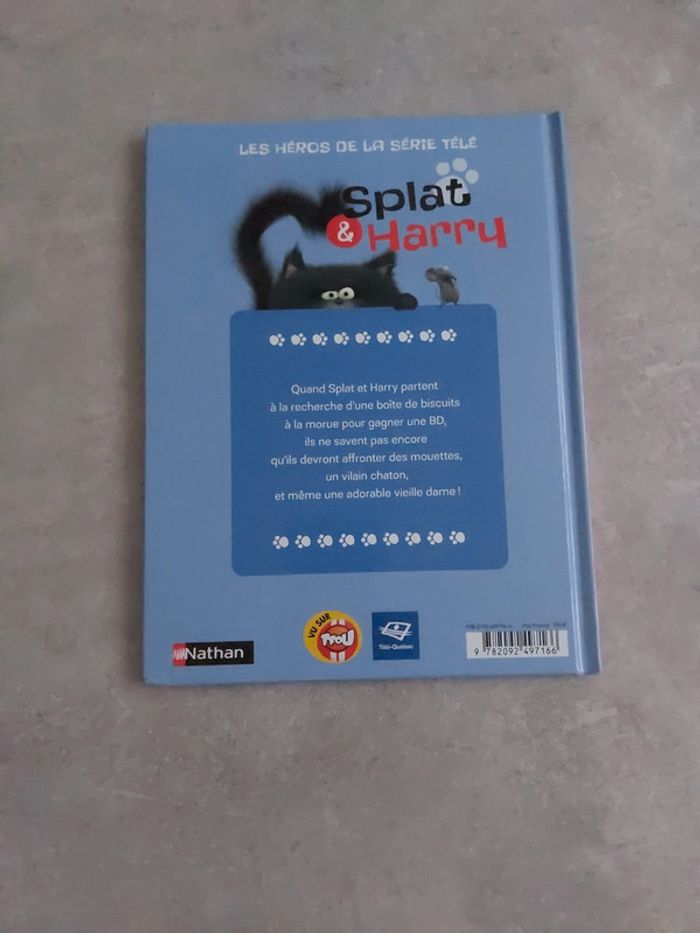 LES HÉROS DE LA SÉRIE TÉLÉ
Splat
& Harry
Quand Splat et Harry partent
à la recherche d'une boîte de biscuits
à la morue pour gagner une BD,
ils ne savent pas encore
qu'ils devront affronter des mouettes,
un vilain chaton,
et même une adorable vieille dame !
Nathan
VU SUR
TFOU
Télé-Québec
9 782092 497166